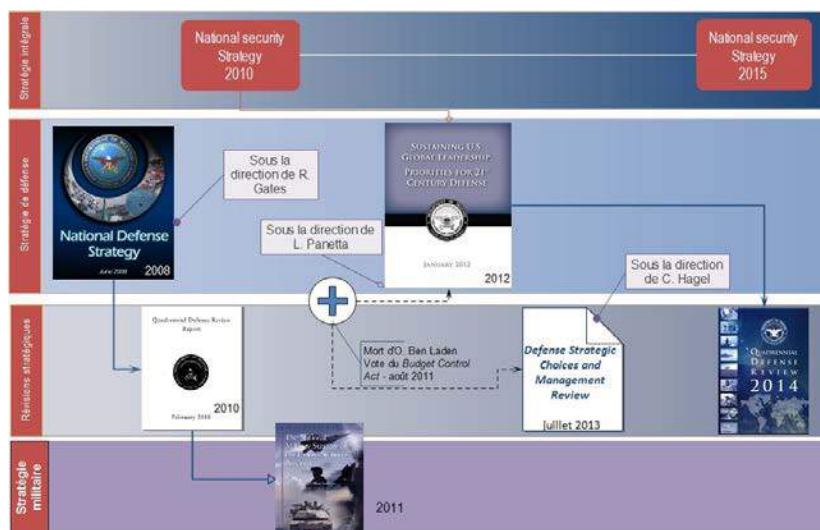 Stratégie intégrale
National security
Strategy
2010
National security
Strategy
2015
Stratégie de défense
National Defense
Strategy
June 2008
2008
Sous la
direction de R.
Gates
Sous la direction de
L. Panetta
SUSTAINING U.S.
GLOBAL LEADERSHIP
PRIORITIES FOR 21ST
CENTURY DEFENSE
JANUARY 2012
2012
Sous la direction
de C. Hagel
Révisions stratégiques
Quadrennial Defense Review
Report
February 2010
2010
Mort d'O. Ben Laden
Vote du Budget Control
Act - août 2011
Defense Strategic
Choices and
Management
Review
Juillet 2013
QUADRENNIAL
DEFENSE
REVIEW
2014
Stratégie
militaire
The National
Military Strategy
2011